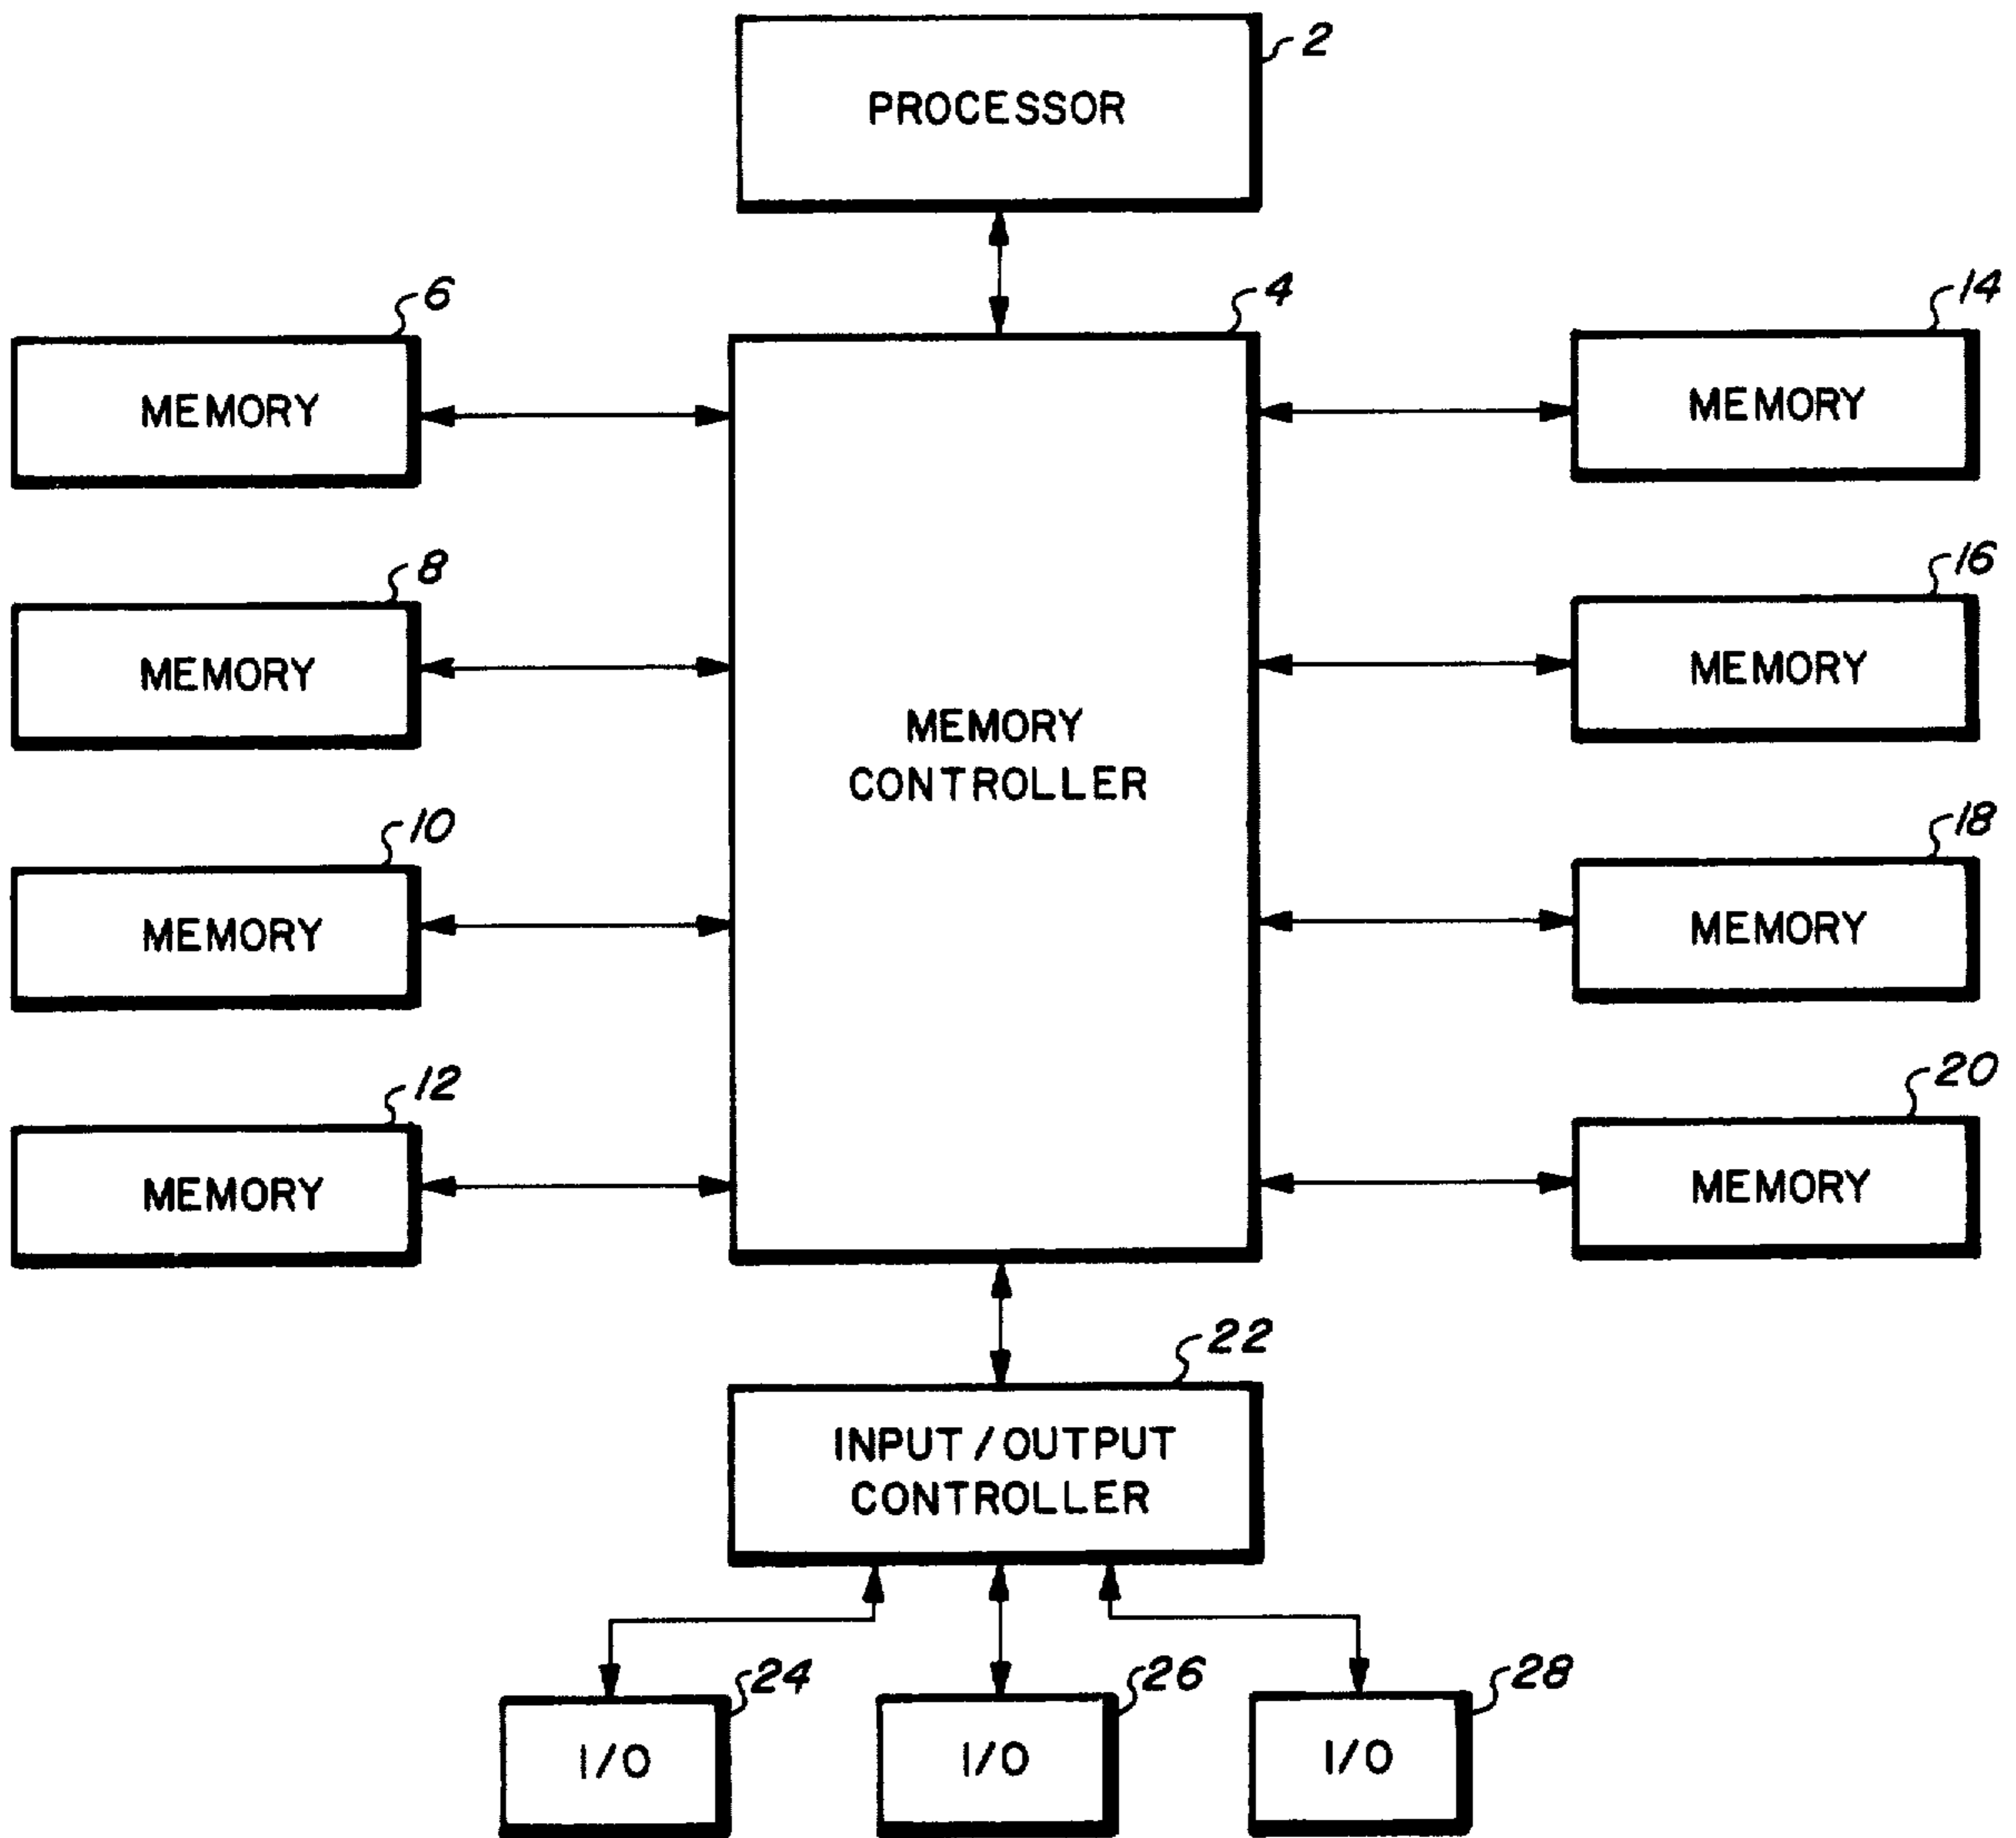 2
PROCESSOR
6
4
14
MEMORY
MEMORY
8
16
MEMORY
MEMORY
MEMORY
CONTROLLER
10
18
MEMORY
MEMORY
12
20
MEMORY
MEMORY
22
INPUT/OUTPUT
CONTROLLER
24
26
28
I/O
I/O
I/O